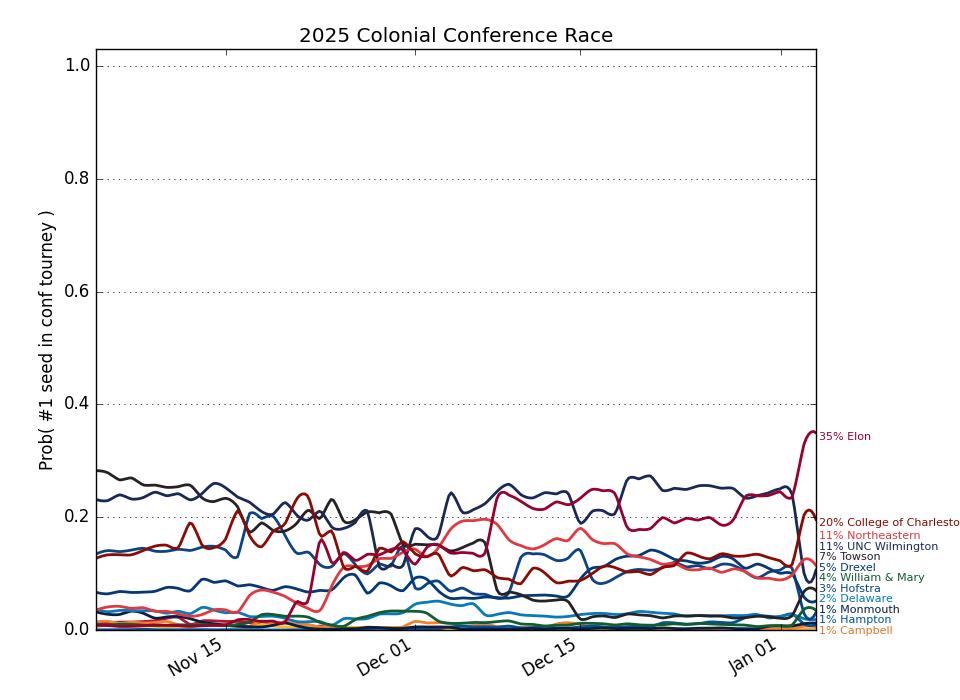 2025 Colonial Conference Race
Prob( #1 seed in conf tourney )
1.0
0.8
0.6
0.4
0.2
0.0
Nov 15
Dec 01
Dec 15
Jan 01
35% Elon
20% College of Charlesto
11% Northeastern
11% UNC Wilmington
7% Towson
5% Drexel
4% William & Mary
3% Hofstra
2% Delaware
1% Monmouth
1% Hampton
1% Campbell